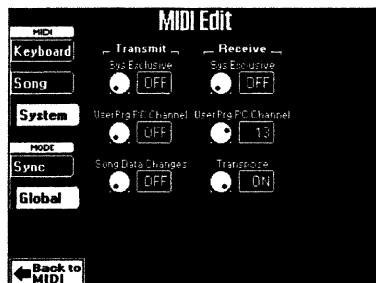 MIDI Edit
MIDI
Keyboard
Song
System
MODE
Sync
Global
Back to
MIDI
Transmit
Sys Exclusive
OFF
UserPrg PC Channel
OFF
Song Data Changes
OFF
Receive
Sys Exclusive
OFF
UserPrg PC Channel
13
Transpose
ON